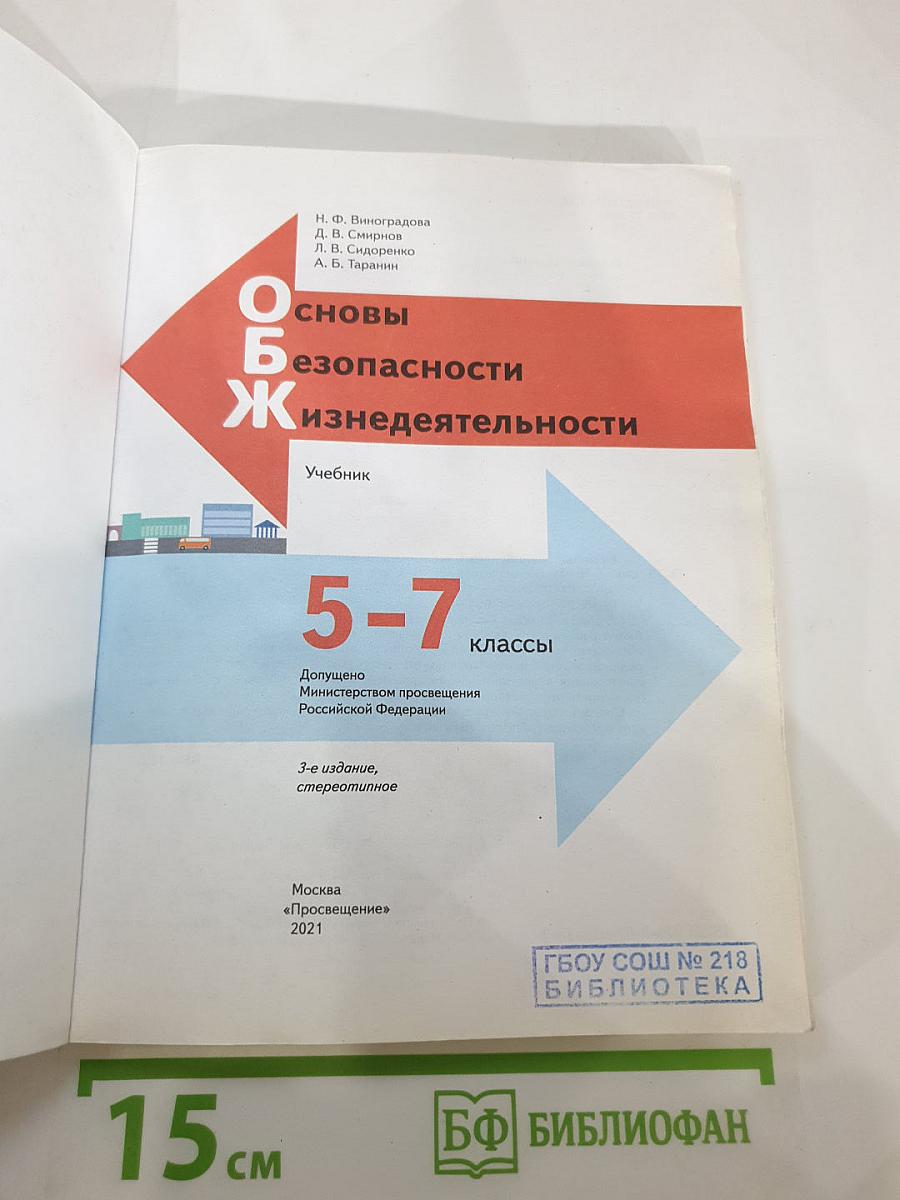 Н. Ф. Виноградова
Д. В. Смирнов
Л. В. Сидоренко
А. Б. Таранин
Основы
Безопасности
Жизнедеятельности
Учебник
5–7 классы
Допущено
Министерством просвещения
Российской Федерации
3-е издание,
стереотипное
Москва
«Просвещение»
2021
ГБОУ СОШ № 218
БИБЛИОТЕКА
15 см
БФ БИБЛИОФАН